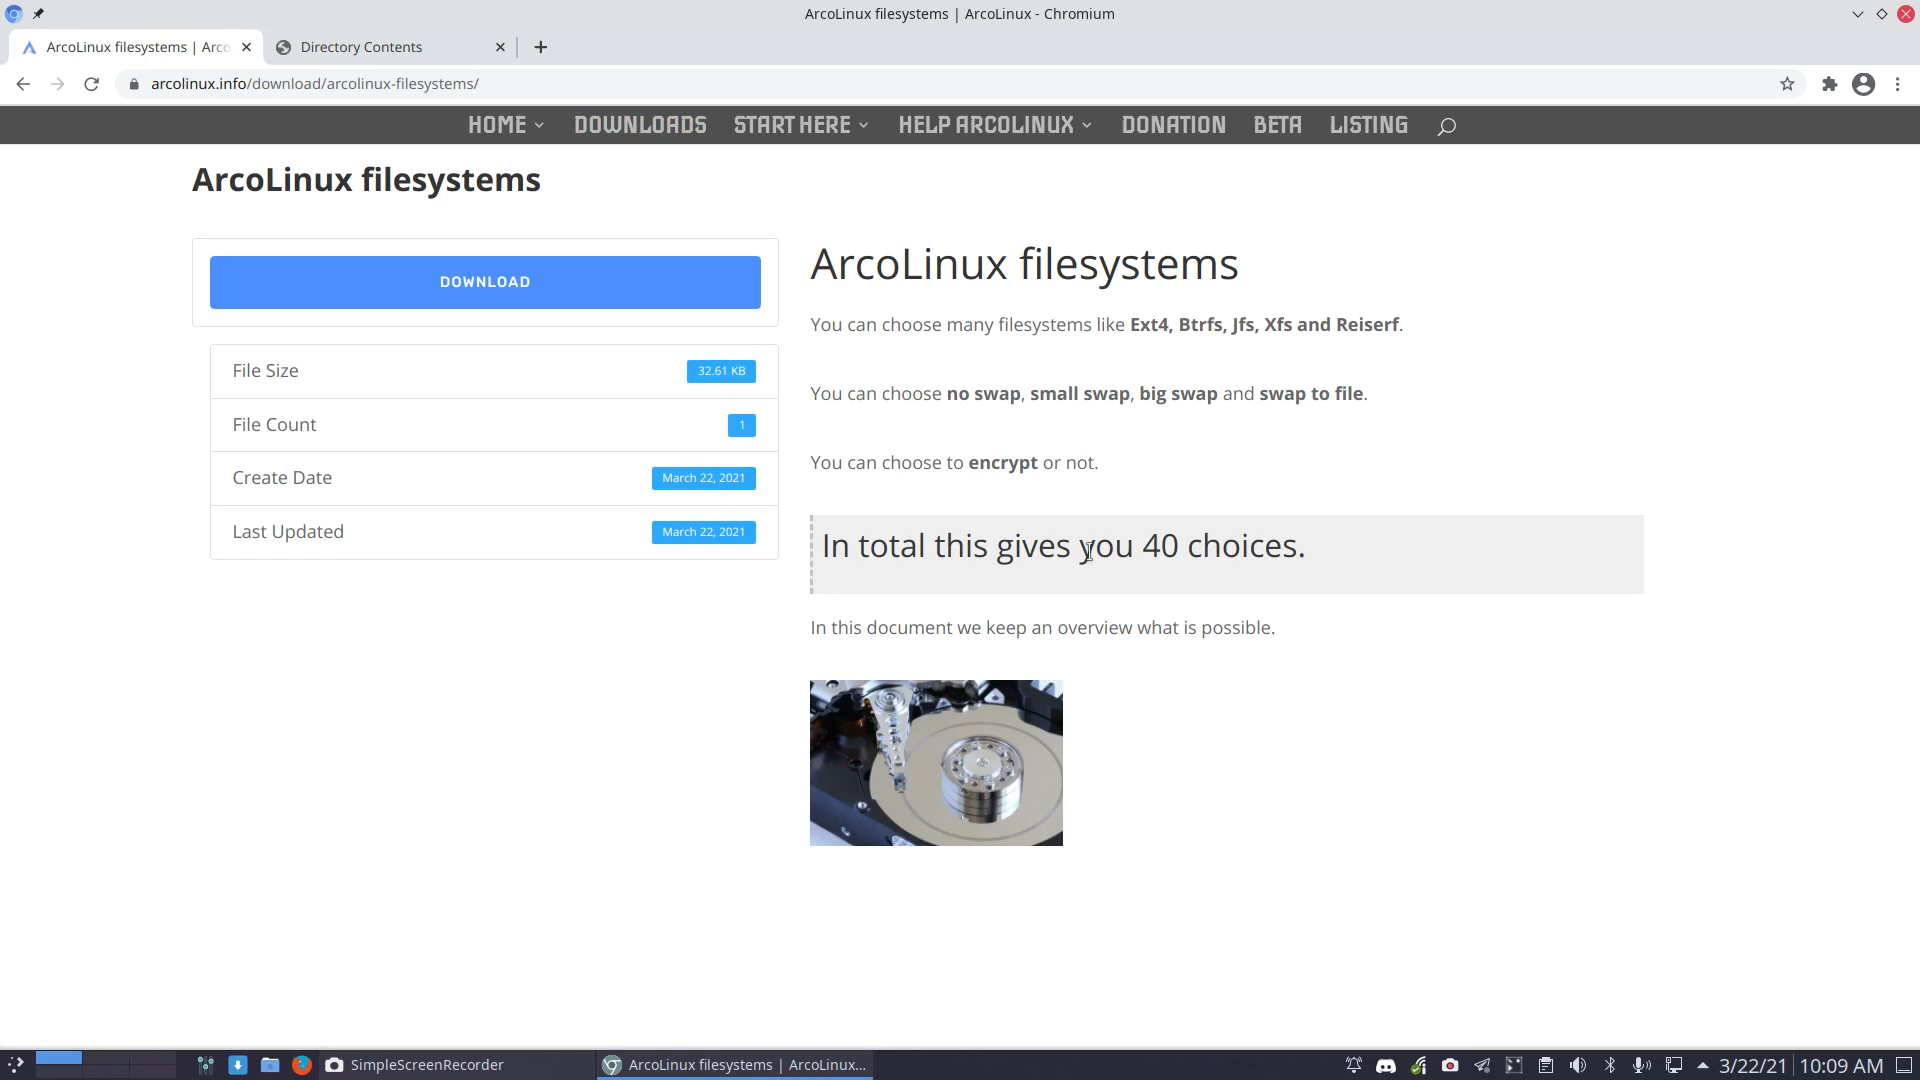 ArcoLinux filesystems | ArcoLinux - Chromium
ArcoLinux filesystems | Arco
Directory Contents
arcolinux.info/download/arcolinux-filesystems/
HOME DOWNLOADS START HERE HELP ARCOLINUX DONATION BETA LISTING
ArcoLinux filesystems
DOWNLOAD
File Size 32.61 KB
File Count 1
Create Date March 22, 2021
Last Updated March 22, 2021
ArcoLinux filesystems
You can choose many filesystems like Ext4, Btrfs, Jfs, Xfs and Reiserf.
You can choose no swap, small swap, big swap and swap to file.
You can choose to encrypt or not.
In total this gives you 40 choices.
In this document we keep an overview what is possible.
SimpleScreenRecorder
ArcoLinux filesystems | ArcoLinux...
3/22/21 10:09 AM